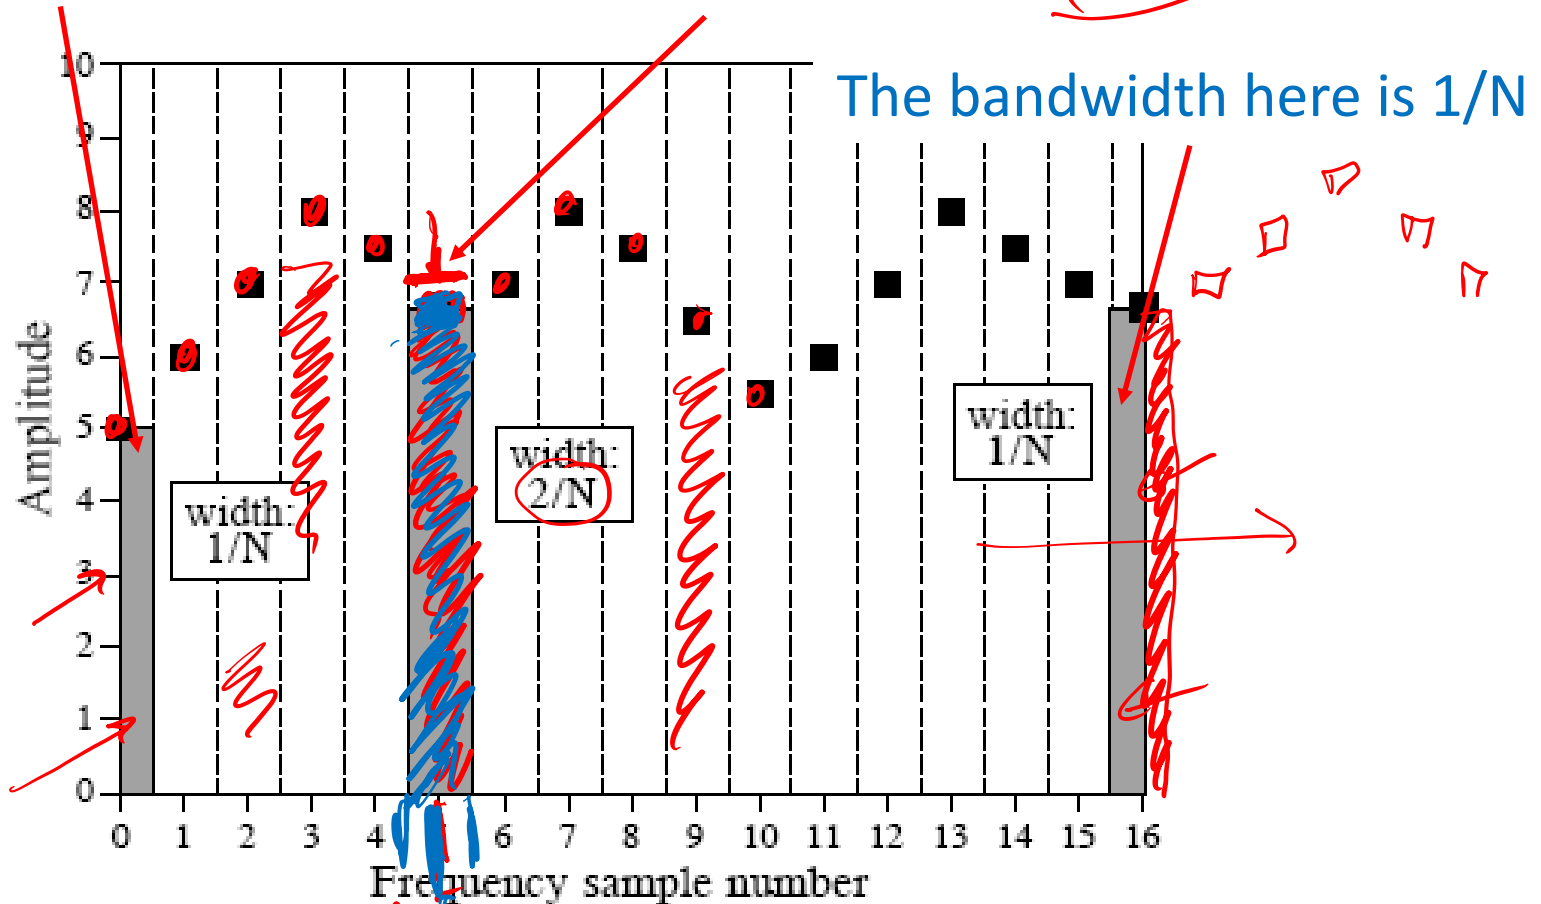 The bandwidth here is 1/N
10
9
8
7
6
5
4
3
2
1
0
Amplitude
width:
1/N
width:
2/N
width:
1/N
0 1 2 3 4 6 7 8 9 10 11 12 13 14 15 16
Frequency sample number